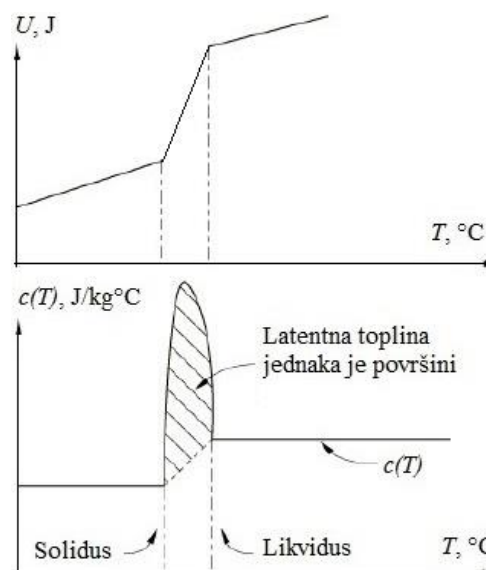 U, J
T, °C
c(T), J/kg°C
Latentna toplina
jednaka je površini
c(T)
Solidus
Likvidus
T, °C